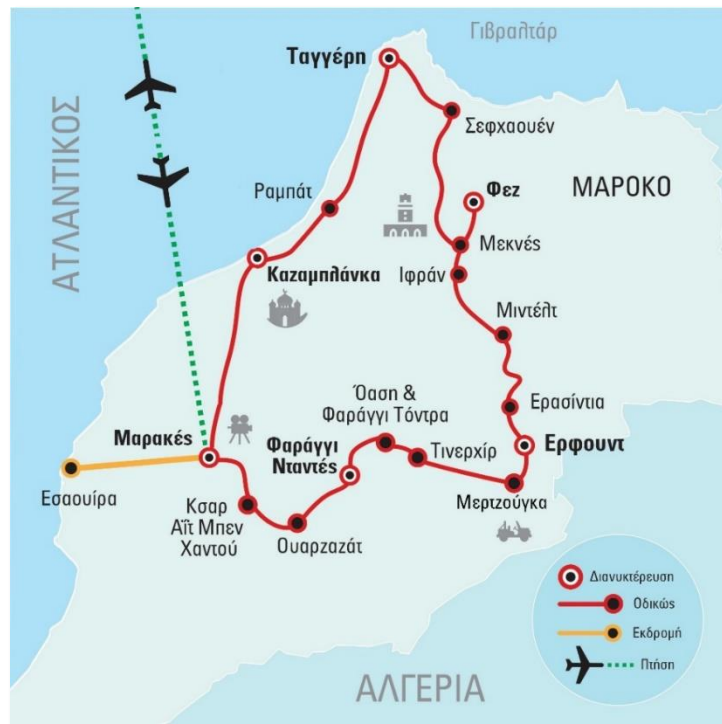 Γιβραλτάρ
Ταγγέρη
ΑΤΛΑΝΤΙΚΟΣ
Σεφχαουέν
Φεζ
ΜΑΡΟΚΟ
Ραμπάτ
Μεκνές
Καζαμπλάνκα
Ιφράν
Μιντέλτ
Όαση &
Φαράγγι Τόντρα
Ερασίντια
Μαρακές
Φαράγγι
Νταντές
Τινερχίρ
Ερφουντ
Εσαουίρα
Κσαρ
Αΐτ Μπεν
Χαντού
Ουαρζαζάτ
Μερτζούγκα
Διανυκτέρευση
Οδικώς
Εκδρομή
Πτήση
ΑΛΓΕΡΙΑ